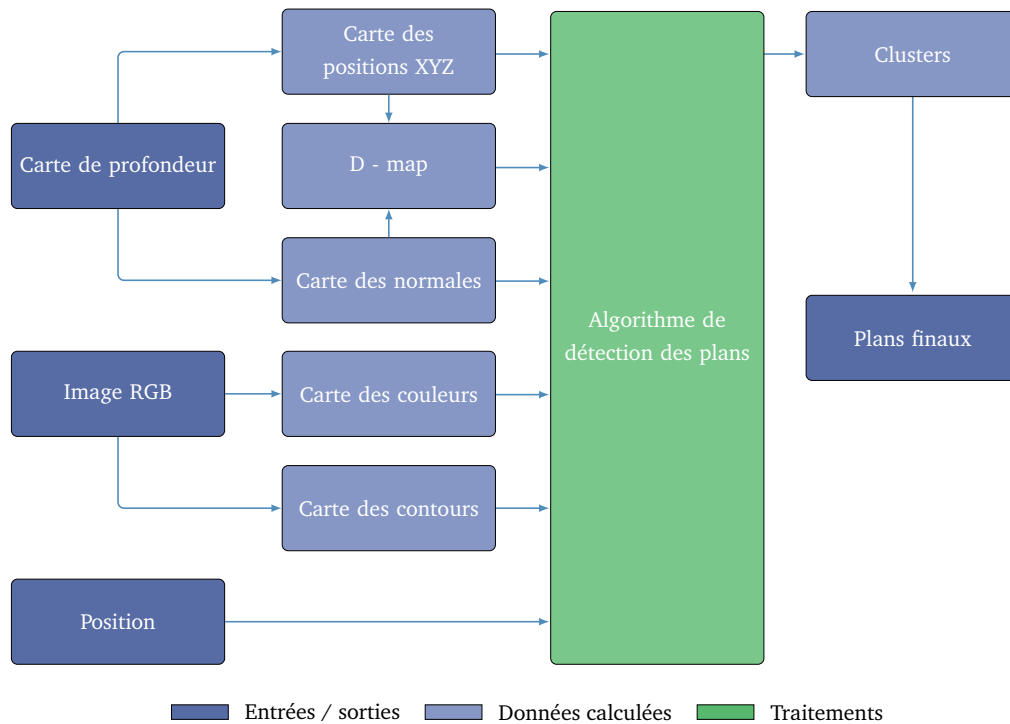 Carte des
positions XYZ
Clusters
Carte de profondeur
D - map
Carte des normales
Algorithme de
détection des plans
Plans finaux
Image RGB
Carte des couleurs
Carte des contours
Position
Entrées / sorties
Données calculées
Traitements